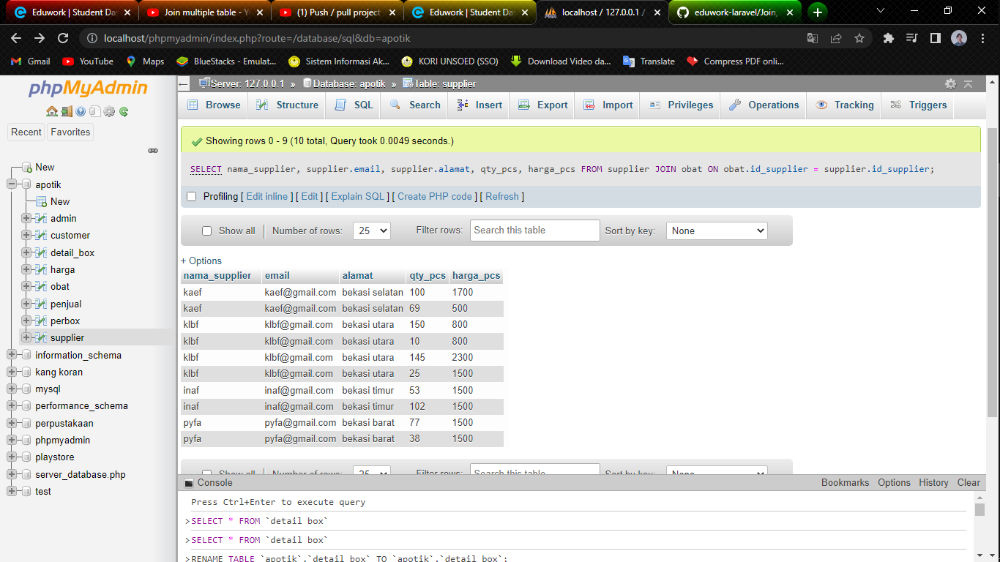 Eduwork | Student Das
Join multiple table - Y
(1) Push / pull project
Eduwork | Student Das
localhost / 127.0.0.1 /
eduwork-laravel/Join,
localhost/phpmyadmin/index.php?route=/database/sql&db=apotik
Gmail YouTube Maps BlueStacks - Emulat... Sistem Informasi Ak... KORI UNSOED (SSO) Download Video da... Translate Compress PDF onli...
phpMyAdmin
Recent Favorites
New
apotik
New
admin
customer
detail_box
harga
obat
penjual
perbox
supplier
information_schema
kang koran
mysql
performance_schema
perpustakaan
phpmyadmin
playstore
server_database.php
test
Server: 127.0.0.1 » Database: apotik » Table: supplier
Browse Structure SQL Search Insert Export Import Privileges Operations Tracking Triggers
Showing rows 0 - 9 (10 total, Query took 0.0049 seconds.)
SELECT nama_supplier, supplier.email, supplier.alamat, qty_pcs, harga_pcs FROM supplier JOIN obat ON obat.id_supplier = supplier.id_supplier;
Profiling [ Edit inline ] [ Edit ] [ Explain SQL ] [ Create PHP code ] [ Refresh ]
Show all Number of rows: 25 Filter rows: Search this table Sort by key: None
+ Options
nama_supplier email alamat qty_pcs harga_pcs
kaef kaef@gmail.com bekasi selatan 100 1700
kaef kaef@gmail.com bekasi selatan 69 500
klbf klbf@gmail.com bekasi utara 150 800
klbf klbf@gmail.com bekasi utara 10 800
klbf klbf@gmail.com bekasi utara 145 2300
klbf klbf@gmail.com bekasi utara 25 1500
inaf inaf@gmail.com bekasi timur 53 1500
inaf inaf@gmail.com bekasi timur 102 1500
pyfa pyfa@gmail.com bekasi barat 77 1500
pyfa pyfa@gmail.com bekasi barat 38 1500
Show all Number of rows: 25 Filter rows: Search this table Sort by key: None
Console Bookmarks Options History Clear
Press Ctrl+Enter to execute query
>SELECT * FROM `detail box`
>SELECT * FROM `detail box`
>RENAME TABLE `apotik`.`detail box` TO `apotik`.`detail_box`;